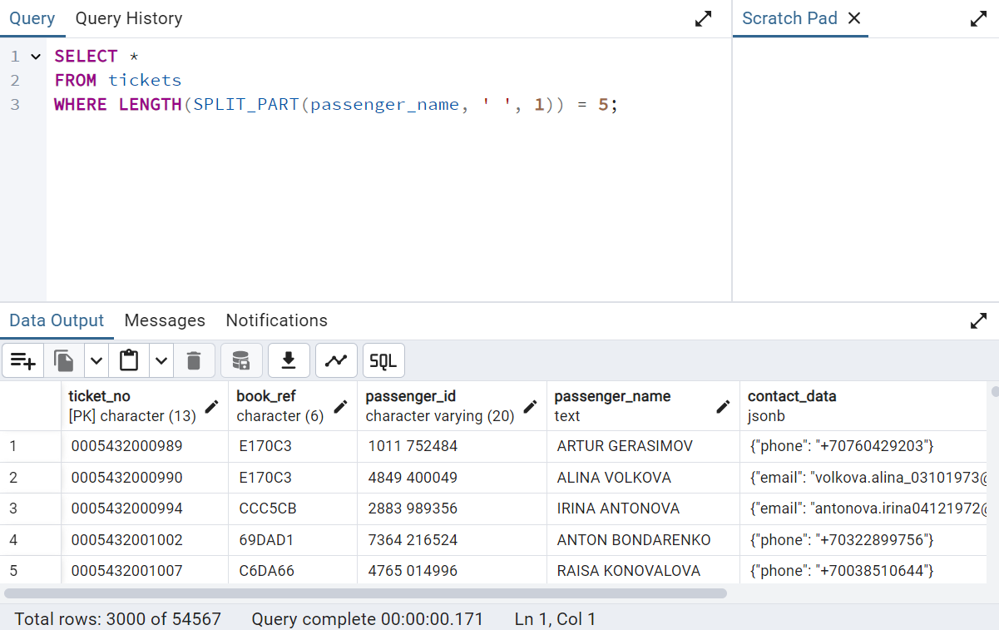 Query Query History Scratch Pad
1 SELECT *
2 FROM tickets
3 WHERE LENGTH(SPLIT_PART(passenger_name, ' ', 1)) = 5;
Data Output Messages Notifications
SQL
ticket_no book_ref passenger_id passenger_name contact_data
[PK] character (13) character (6) character varying (20) text jsonb
1 0005432000989 E170C3 1011 752484 ARTUR GERASIMOV {"phone": "+70760429203"}
2 0005432000990 E170C3 4849 400049 ALINA VOLKOVA {"email": "volkova.alina_03101973@
3 0005432000994 CCC5CB 2883 989356 IRINA ANTONOVA {"email": "antonova.irina04121972@
4 0005432001002 69DAD1 7364 216524 ANTON BONDARENKO {"phone": "+70322899756"}
5 0005432001007 C6DA66 4765 014996 RAISA KONOVALOVA {"phone": "+70038510644"}
Total rows: 3000 of 54567 Query complete 00:00:00.171 Ln 1, Col 1